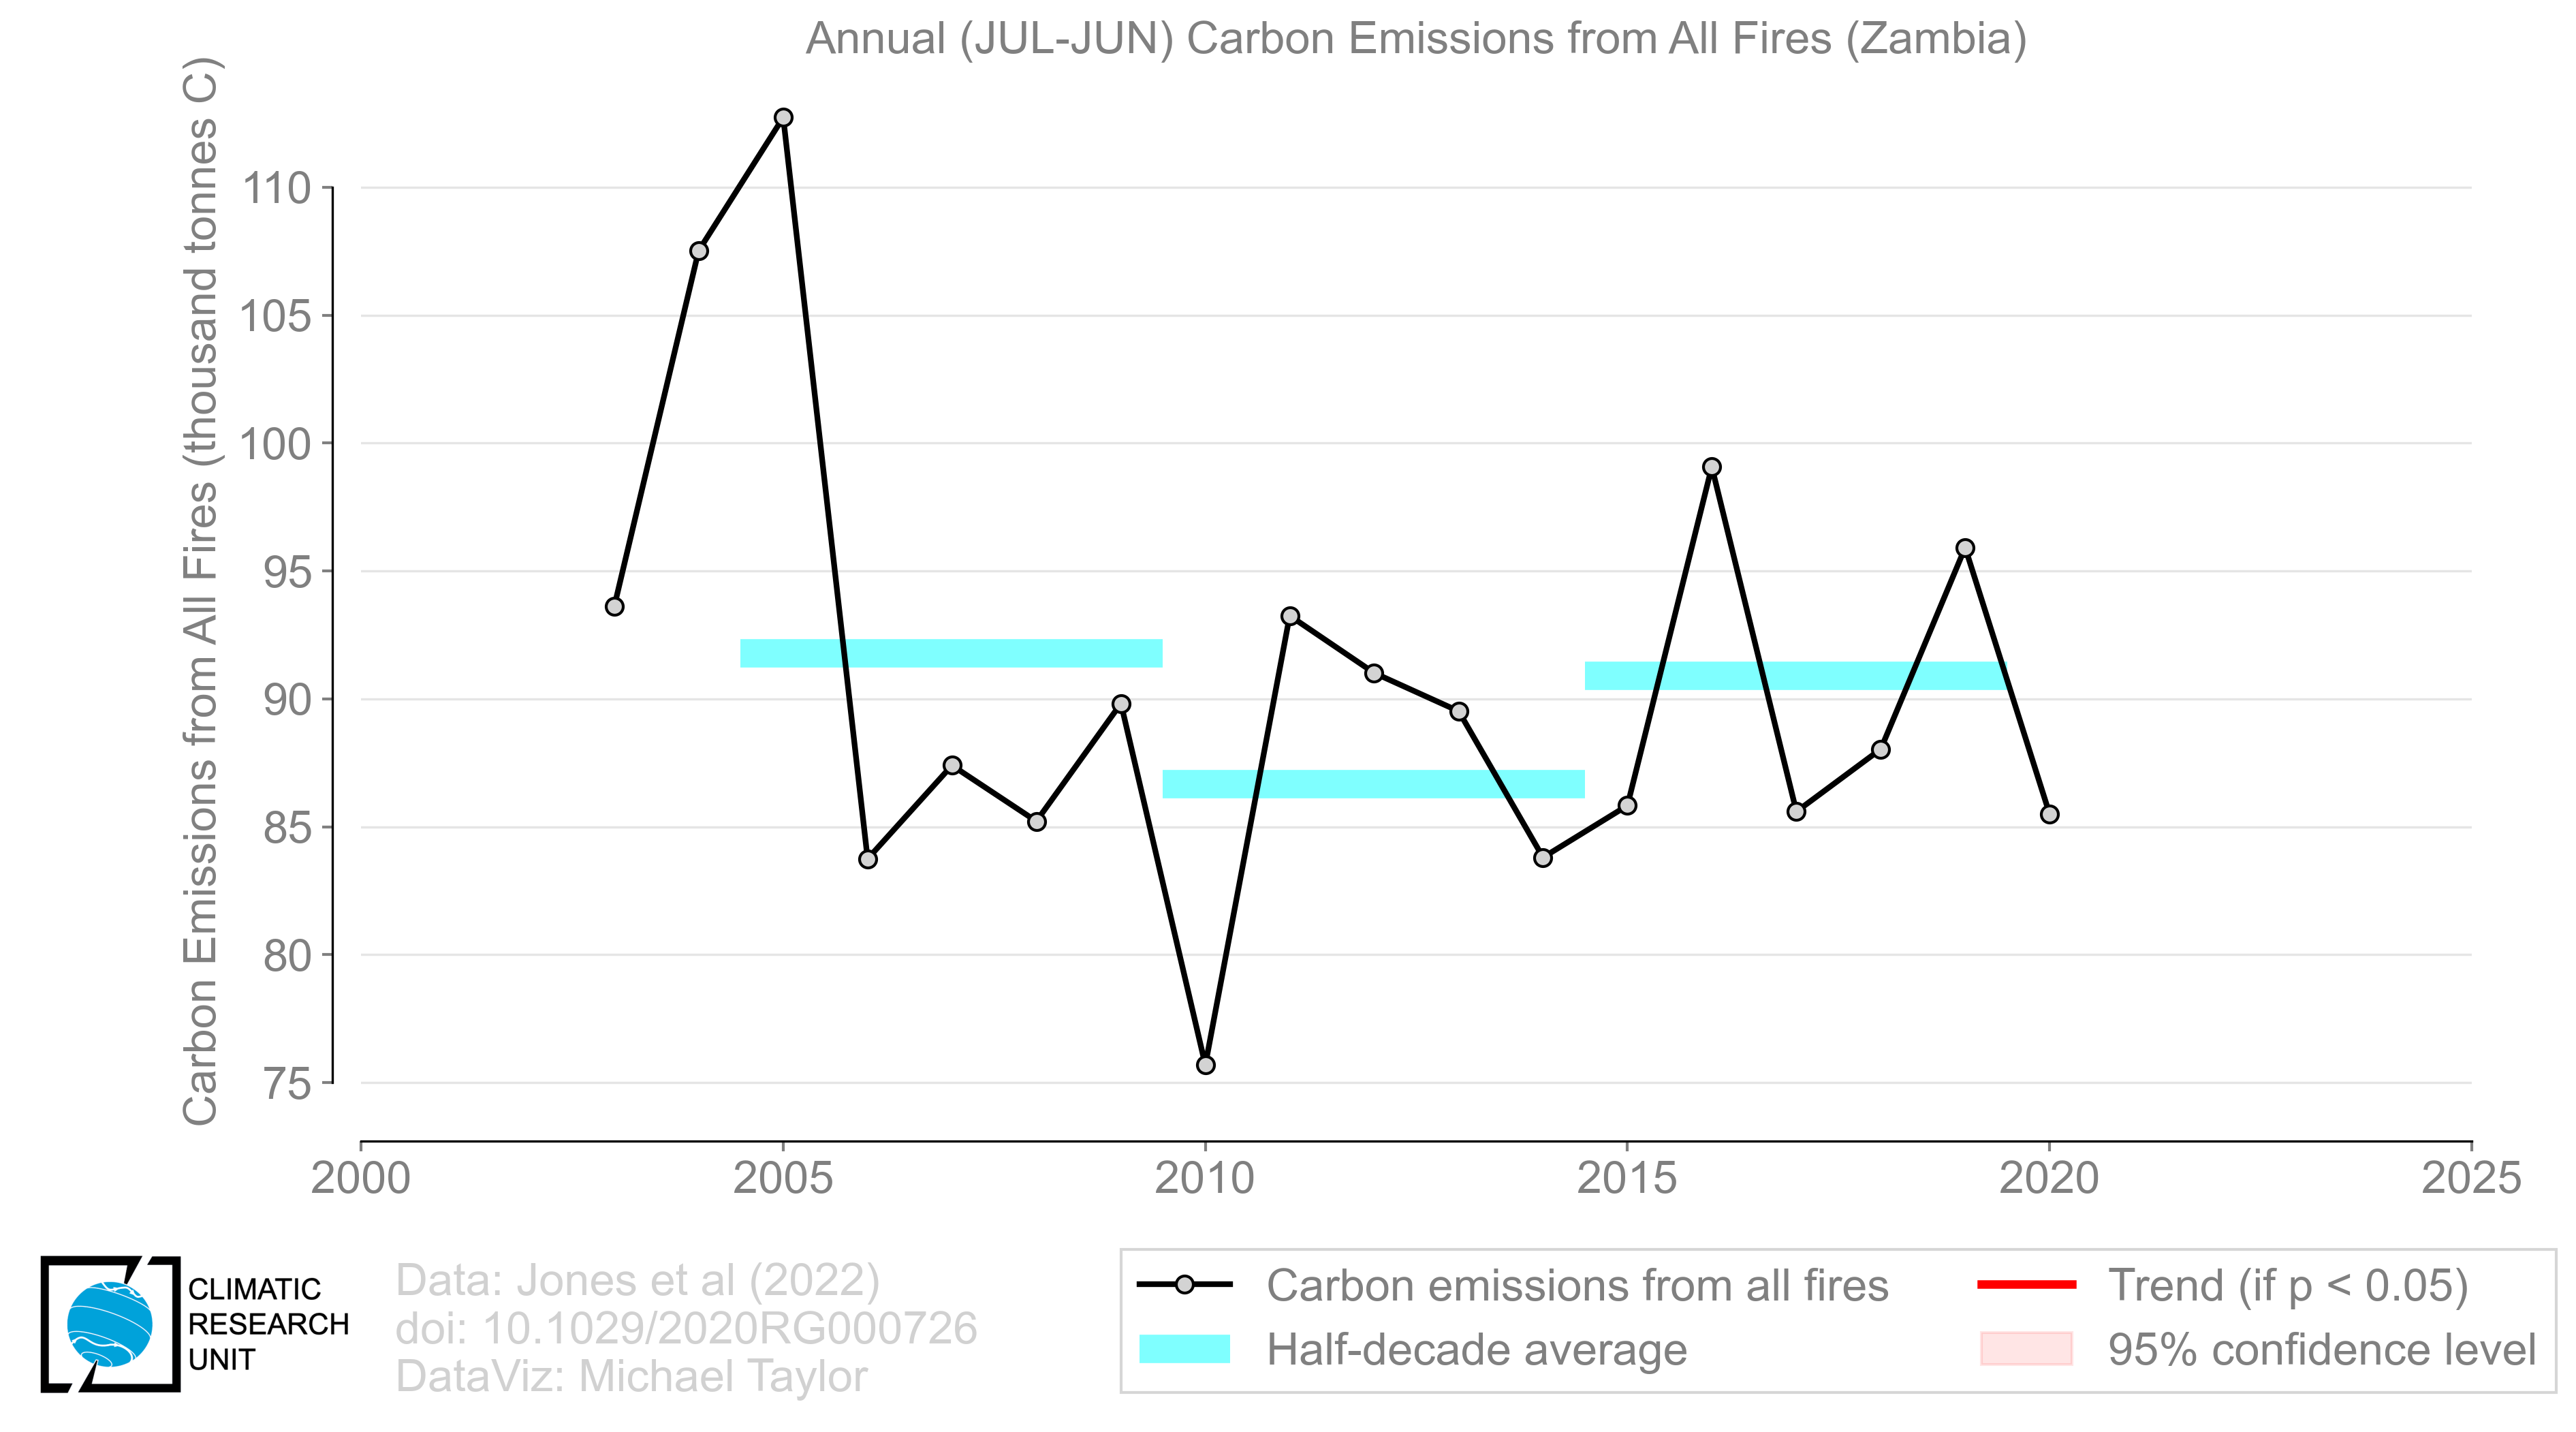 Annual (JUL-JUN) Carbon Emissions from All Fires (Zambia)
Carbon Emissions from All Fires (thousand tonnes C)
110
105
100
95
90
85
80
75
2000 2005 2010 2015 2020 2025
CLIMATIC
RESEARCH
UNIT
Data: Jones et al (2022)
doi: 10.1029/2020RG000726
DataViz: Michael Taylor
Carbon emissions from all fires
Half-decade average
Trend (if p < 0.05)
95% confidence level